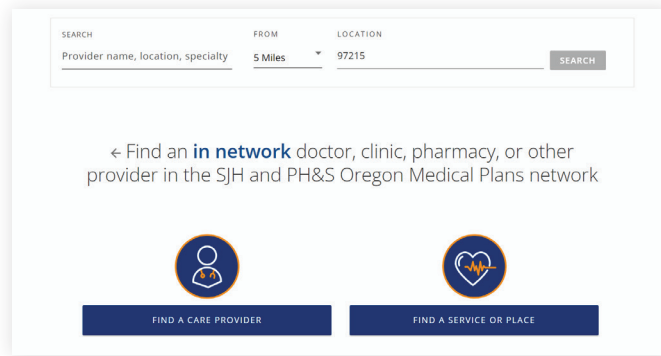 SEARCH
FROM
LOCATION
Provider name, location, specialty
5 Miles
97215
SEARCH
← Find an in network doctor, clinic, pharmacy, or other
provider in the SJH and PH&S Oregon Medical Plans network
FIND A CARE PROVIDER
FIND A SERVICE OR PLACE